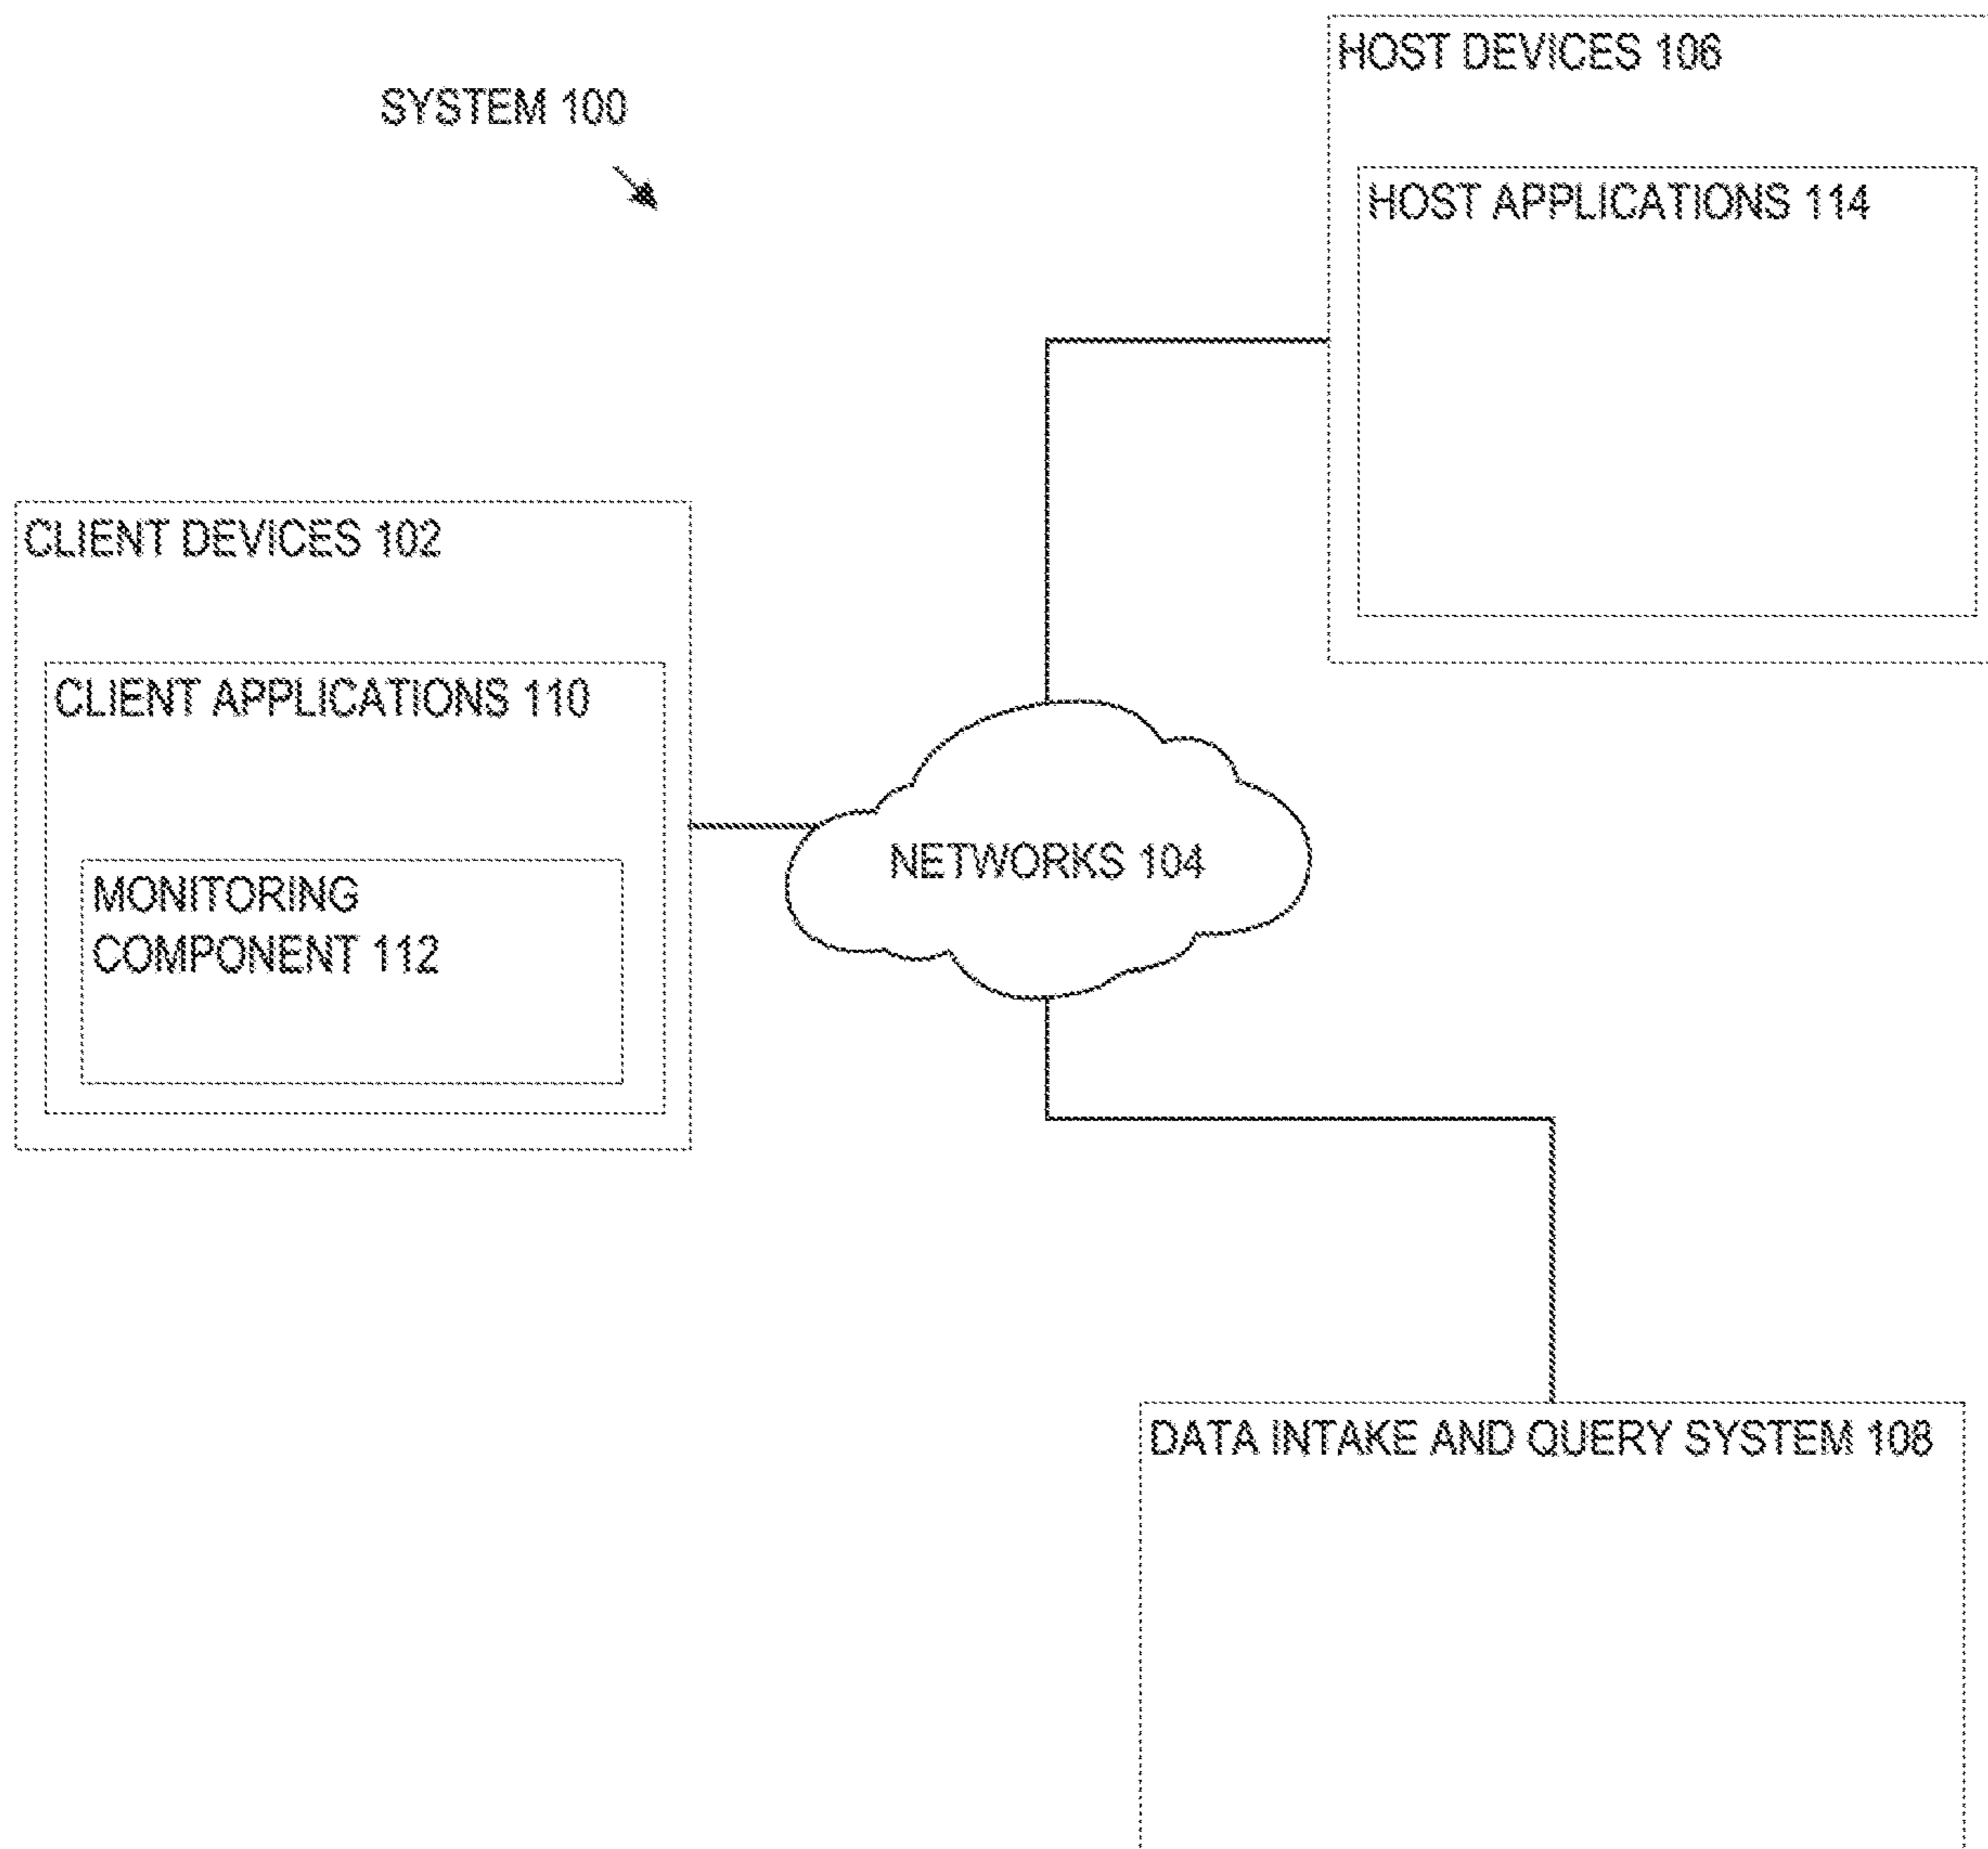 SYSTEM 100
HOST DEVICES 106
HOST APPLICATIONS 114
CLIENT DEVICES 102
CLIENT APPLICATIONS 110
MONITORING
COMPONENT 112
NETWORKS 104
DATA INTAKE AND QUERY SYSTEM 108